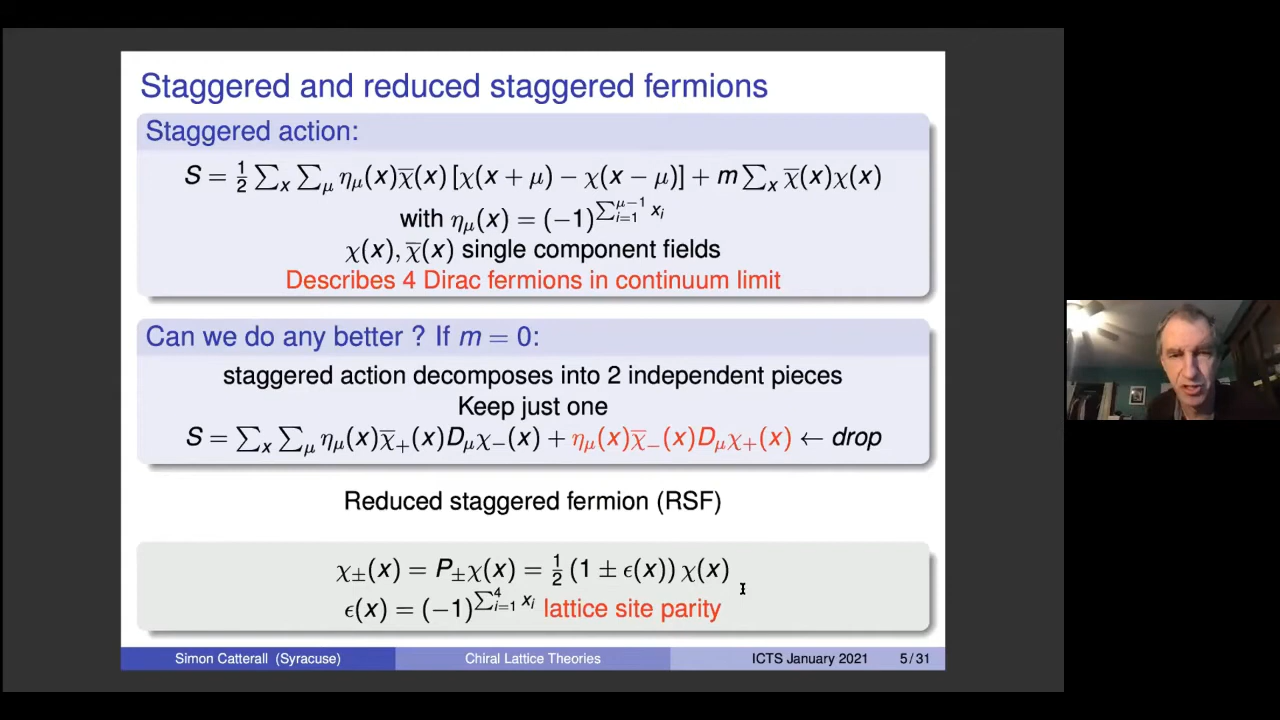 Staggered and reduced staggered fermions
Staggered action:
S = ½ ∑ₓ ∑_μ η_μ(x)χ̅(x) [χ(x + μ) − χ(x − μ)] + m ∑ₓ χ̅(x)χ(x)
with η_μ(x) = (−1)^{∑_{i=1}^{μ−1} x_i}
χ(x), χ̅(x) single component fields
Describes 4 Dirac fermions in continuum limit
Can we do any better ? If m = 0:
staggered action decomposes into 2 independent pieces
Keep just one
S = ∑ₓ ∑_μ η_μ(x)χ̅₊(x)D_μχ₋(x) + η_μ(x)χ̅₋(x)D_μχ₊(x) ← drop
Reduced staggered fermion (RSF)
χ_±(x) = P_±χ(x) = ½ (1 ± ϵ(x)) χ(x)
ϵ(x) = (−1)^{∑_{i=1}^{4} x_i} lattice site parity
Simon Catterall (Syracuse) Chiral Lattice Theories ICTS January 2021 5 / 31